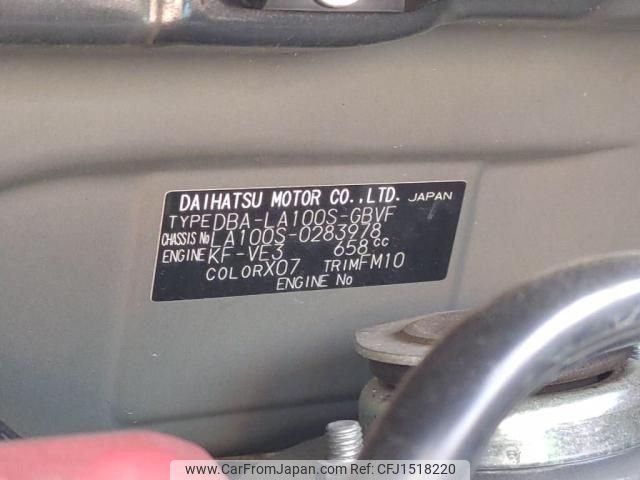 DAIHATSU MOTOR CO.,LTD. JAPAN
TYPE DBA-LA100S-GBVF
CHASSIS No LA100S-0283978
ENGINE KF-VE3 658 CC
COLOR X07 TRIM FM10
ENGINE No
www.CarFromJapan.com - Ref No: CFJ1518220